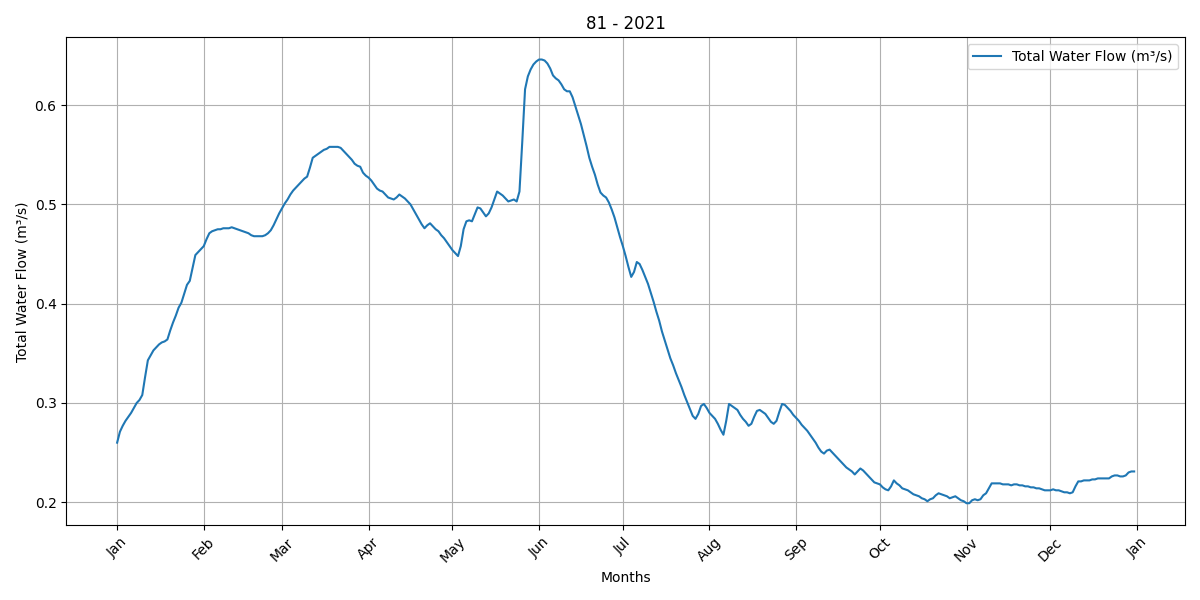 81 - 2021
Total Water Flow (m³/s)
Total Water Flow (m³/s)
0.6
0.5
0.4
0.3
0.2
Jan Feb Mar Apr May Jun Jul Aug Sep Oct Nov Dec Jan
Months